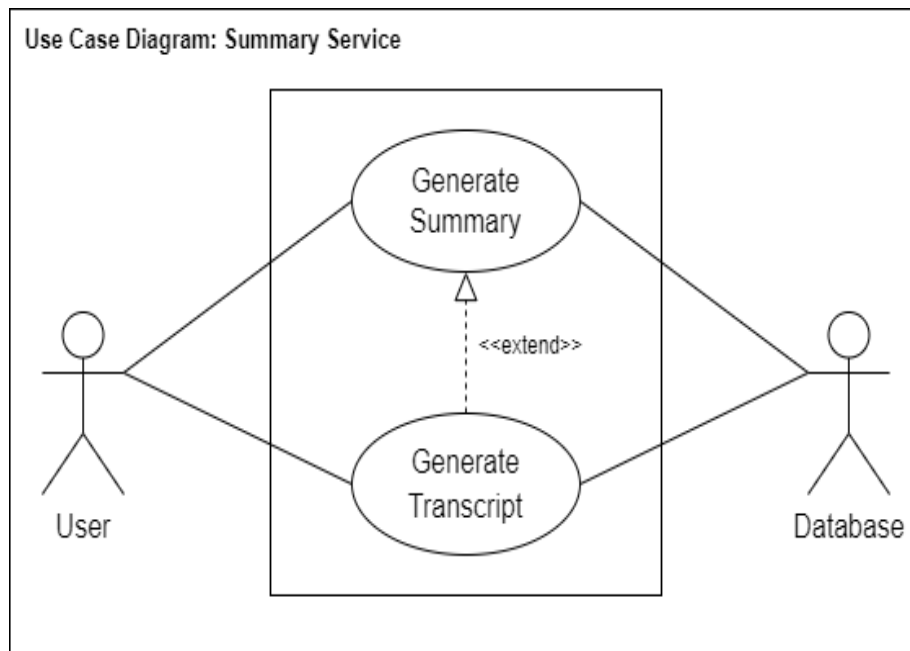 Use Case Diagram: Summary Service
Generate
Summary
<<extend>>
Generate
Transcript
User
Database